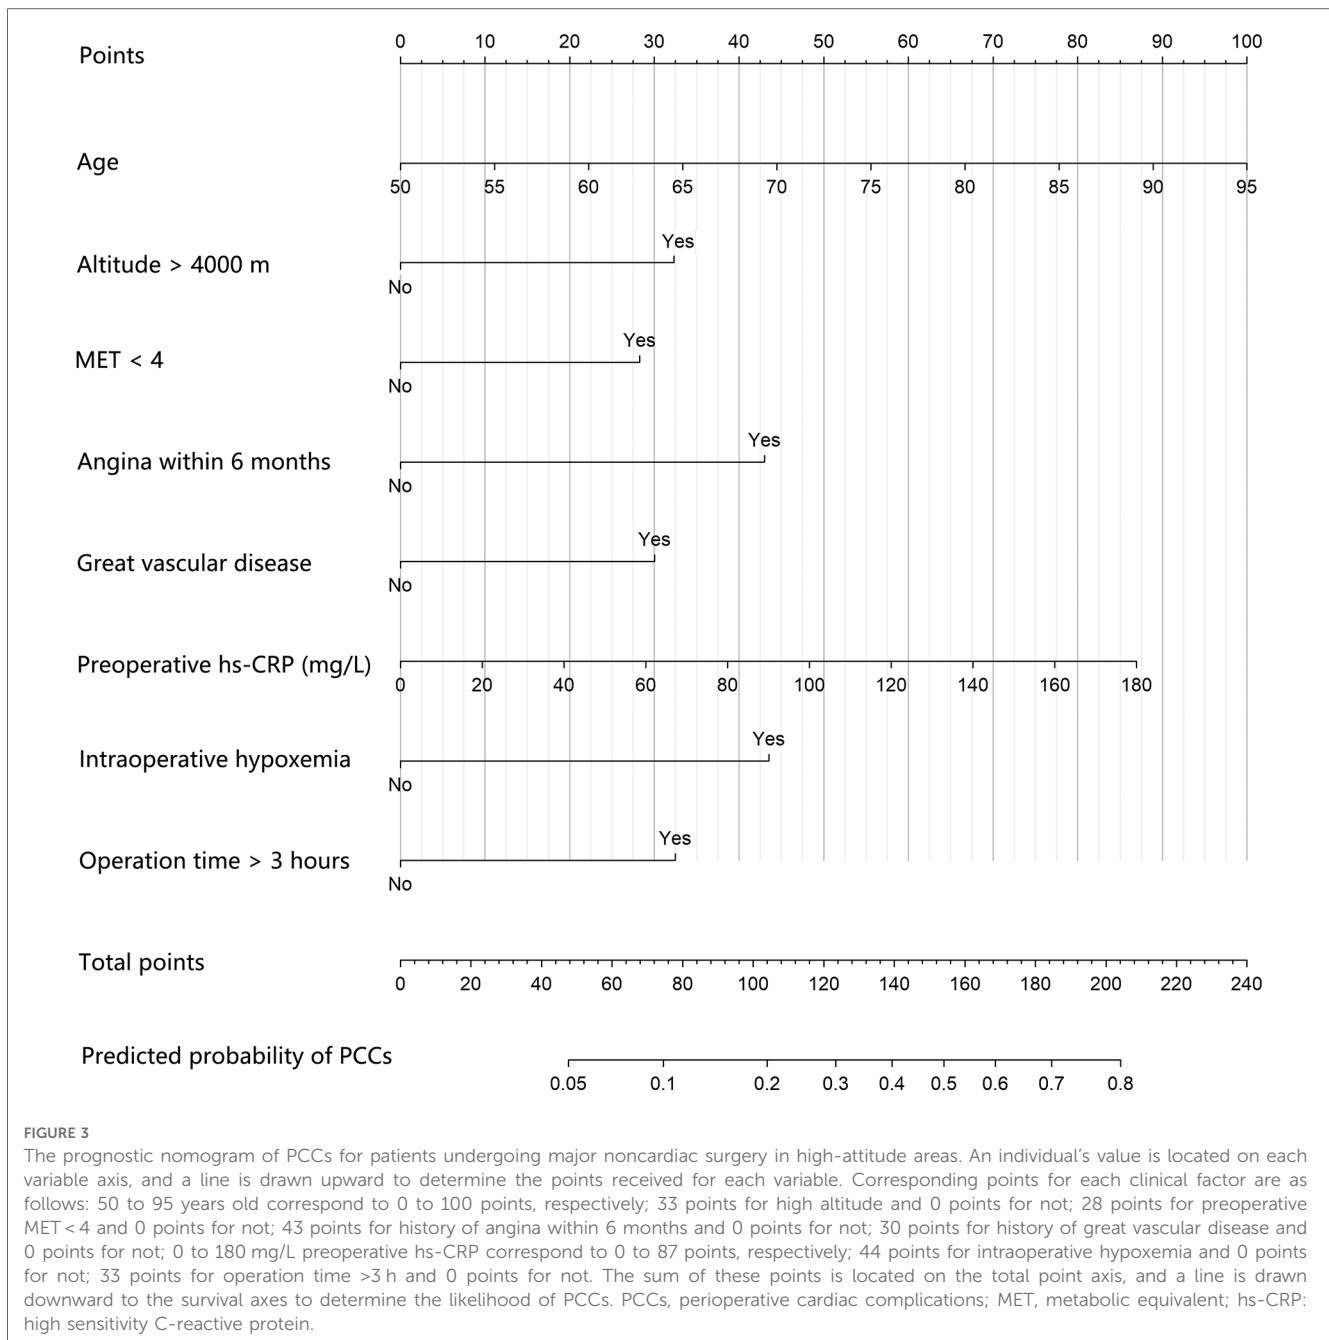 Points
0 10 20 30 40 50 60 70 80 90 100
Age
50 55 60 65 70 75 80 85 90 95
Yes
Altitude > 4000 m
No
Yes
MET < 4
No
Yes
Angina within 6 months
No
Yes
Great vascular disease
No
Preoperative hs-CRP (mg/L)
0 20 40 60 80 100 120 140 160 180
Yes
Intraoperative hypoxemia
No
Yes
Operation time > 3 hours
No
Total points
0 20 40 60 80 100 120 140 160 180 200 220 240
Predicted probability of PCCs
0.05 0.1 0.2 0.3 0.4 0.5 0.6 0.7 0.8
FIGURE 3
The prognostic nomogram of PCCs for patients undergoing major noncardiac surgery in high-attitude areas. An individual's value is located on each
variable axis, and a line is drawn upward to determine the points received for each variable. Corresponding points for each clinical factor are as
follows: 50 to 95 years old correspond to 0 to 100 points, respectively; 33 points for high altitude and 0 points for not; 28 points for preoperative
MET < 4 and 0 points for not; 43 points for history of angina within 6 months and 0 points for not; 30 points for history of great vascular disease and
0 points for not; 0 to 180 mg/L preoperative hs-CRP correspond to 0 to 87 points, respectively; 44 points for intraoperative hypoxemia and 0 points
for not; 33 points for operation time >3 h and 0 points for not. The sum of these points is located on the total point axis, and a line is drawn
downward to the survival axes to determine the likelihood of PCCs. PCCs, perioperative cardiac complications; MET, metabolic equivalent; hs-CRP:
high sensitivity C-reactive protein.